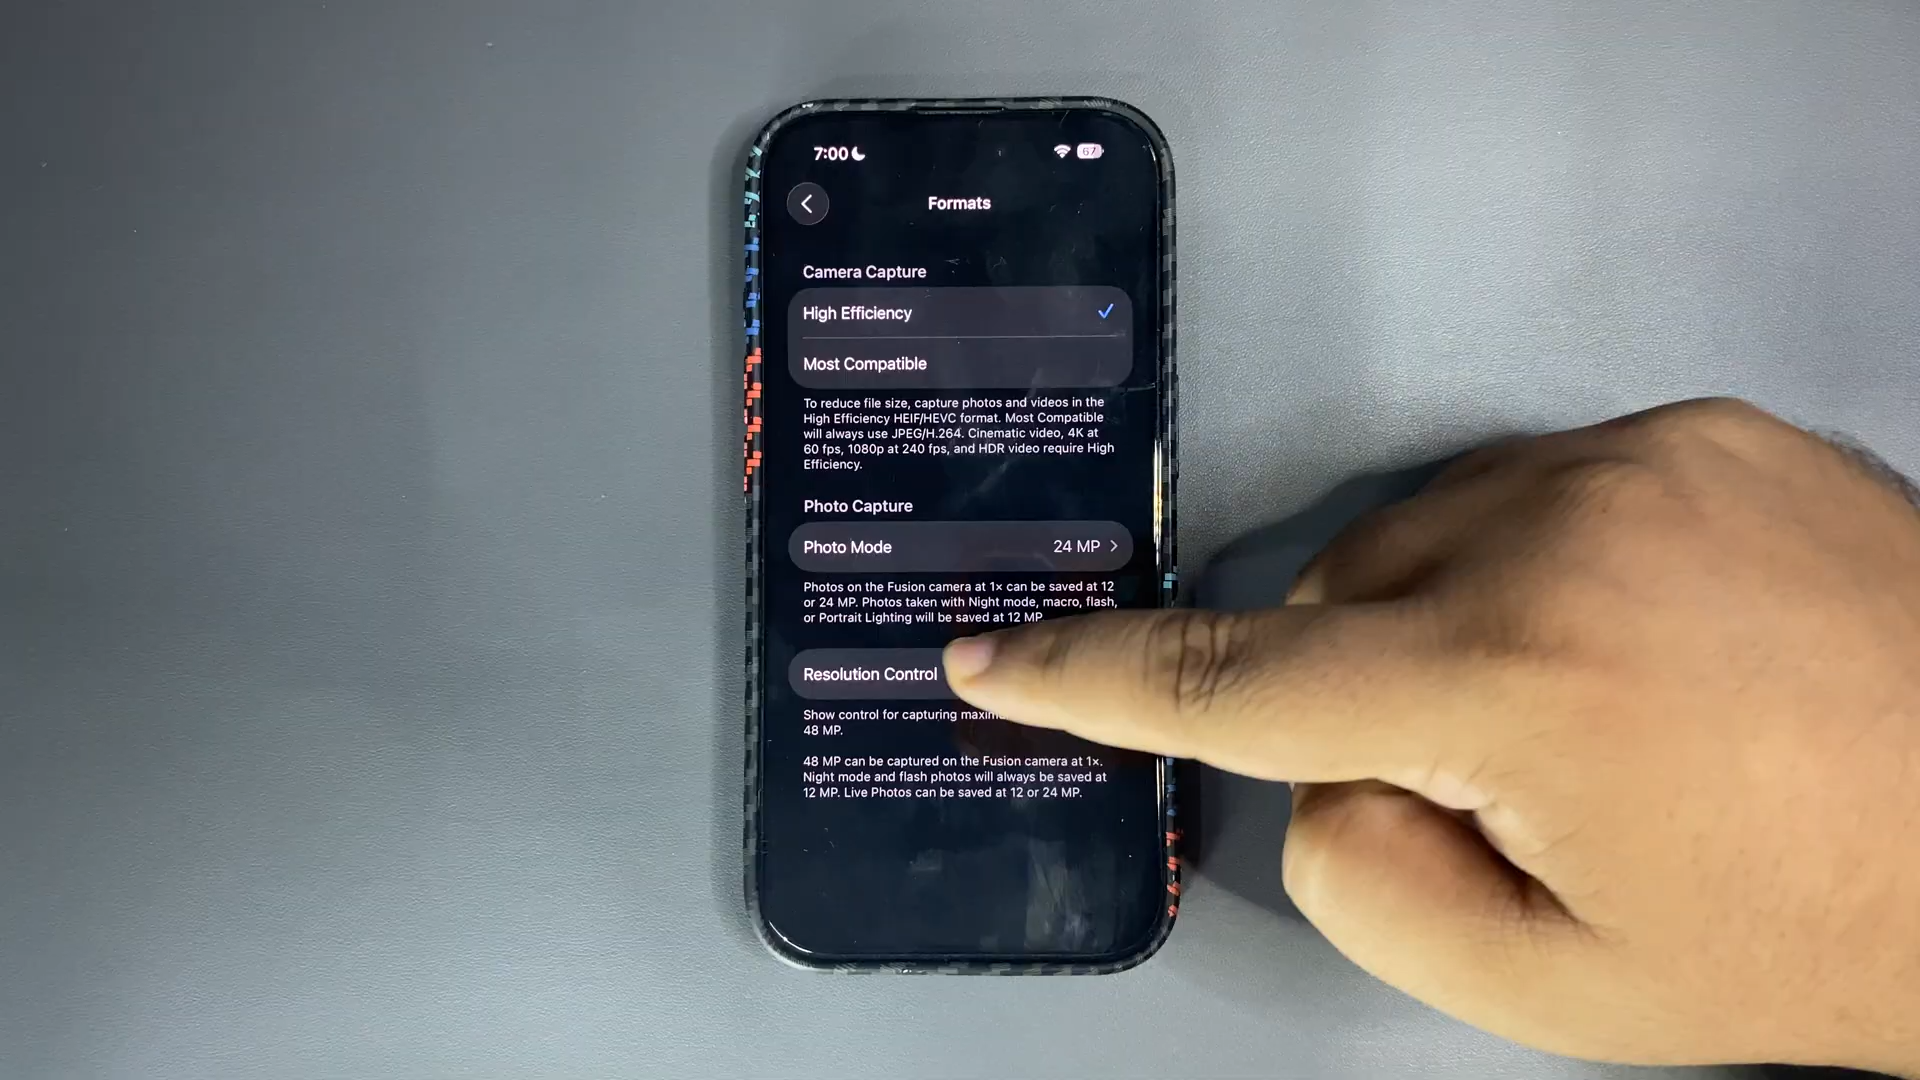 7:00
67
Formats
Camera Capture
High Efficiency
Most Compatible
To reduce file size, capture photos and videos in the
High Efficiency HEIF/HEVC format. Most Compatible
will always use JPEG/H.264. Cinematic video, 4K at
60 fps, 1080p at 240 fps, and HDR video require High
Efficiency.
Photo Capture
Photo Mode 24 MP
Photos on the Fusion camera at 1× can be saved at 12
or 24 MP. Photos taken with Night mode, macro, flash,
or Portrait Lighting will be saved at 12 MP.
Resolution Control
Show control for capturing
48 MP.
48 MP can be captured on the Fusion camera at 1×.
Night mode and flash photos will always be saved at
12 MP. Live Photos can be saved at 12 or 24 MP.